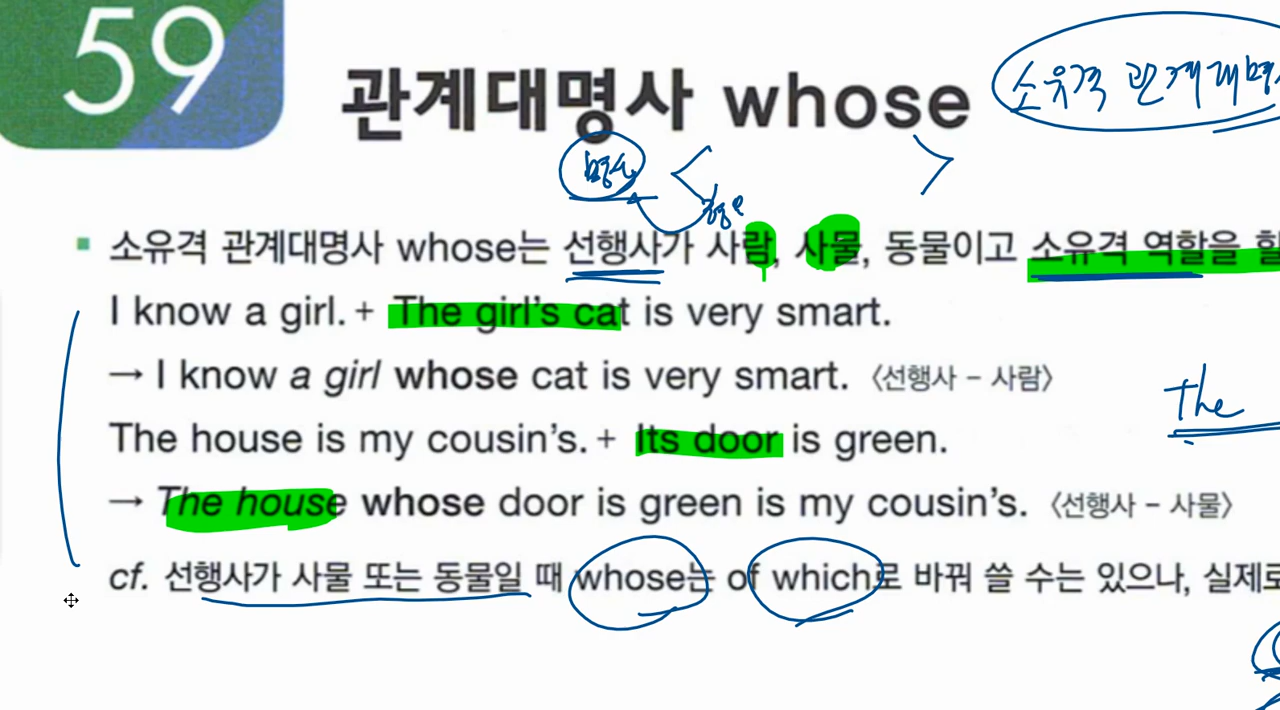 59
관계대명사 whose
소유격 관계대명
명사
형용
소유격 관계대명사 whose는 선행사가 사람, 사물, 동물이고 소유격 역할을 할
I know a girl. + The girl's cat is very smart.
→ I know a girl whose cat is very smart. 〈선행사 – 사람〉
the
The house is my cousin's. + Its door is green.
→ The house whose door is green is my cousin's. 〈선행사 – 사물〉
cf. 선행사가 사물 또는 동물일 때 whose는 of which로 바꿔 쓸 수는 있으나, 실제로